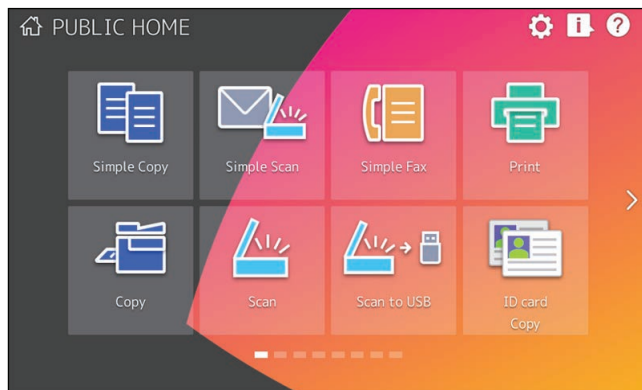 PUBLIC HOME
Simple Copy
Simple Scan
Simple Fax
Print
Copy
Scan
Scan to USB
ID card
Copy